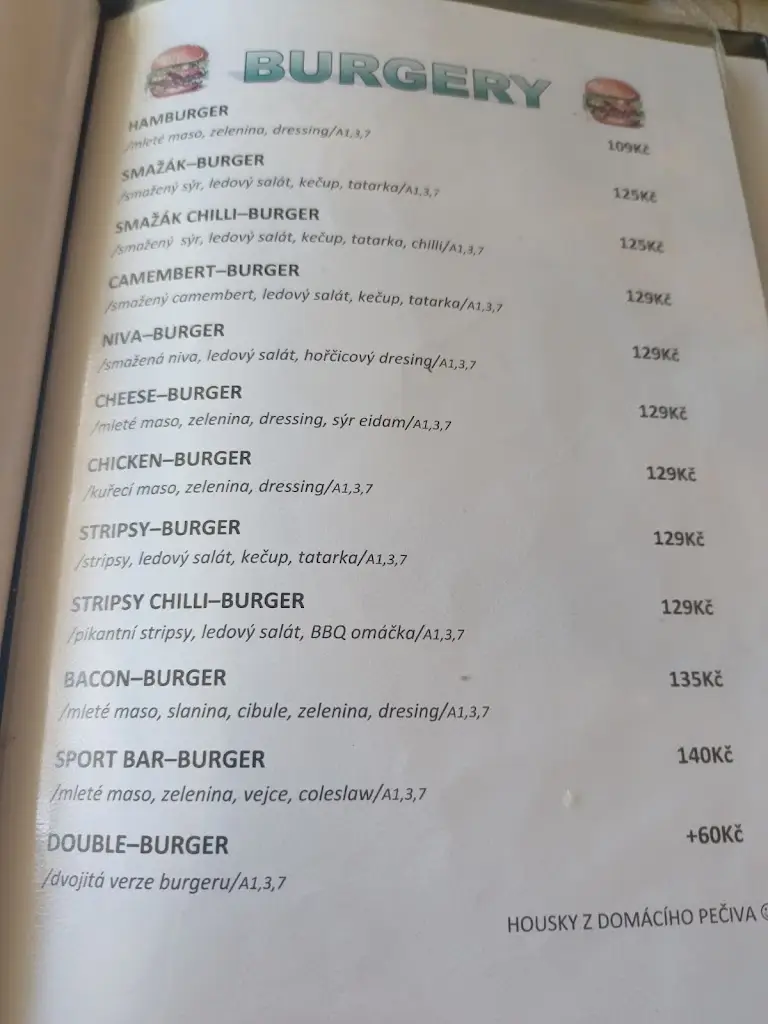 BURGERY
HAMBURGER
/mleté maso, zelenina, dressing/A1,3,7
109Kč
SMAŽÁK–BURGER
/smažený sýr, ledový salát, kečup, tatarka/A1,3,7
125Kč
SMAŽÁK CHILLI–BURGER
/smažený sýr, ledový salát, kečup, tatarka, chilli/A1,3,7
125Kč
CAMEMBERT–BURGER
/smažený camembert, ledový salát, kečup, tatarka/A1,3,7
129Kč
NIVA–BURGER
/smažená niva, ledový salát, hořčicový dresing/A1,3,7
129Kč
CHEESE–BURGER
/mleté maso, zelenina, dressing, sýr eidam/A1,3,7
129Kč
CHICKEN–BURGER
/kuřecí maso, zelenina, dressing/A1,3,7
129Kč
STRIPSY–BURGER
/stripsy, ledový salát, kečup, tatarka/A1,3,7
129Kč
STRIPSY CHILLI–BURGER
/pikantní stripsy, ledový salát, BBQ omáčka/A1,3,7
129Kč
BACON–BURGER
/mleté maso, slanina, cibule, zelenina, dresing/A1,3,7
135Kč
SPORT BAR–BURGER
/mleté maso, zelenina, vejce, coleslaw/A1,3,7
140Kč
DOUBLE–BURGER
/dvojitá verze burgeru/A1,3,7
+60Kč
HOUSKY Z DOMÁCÍHO PEČIVA